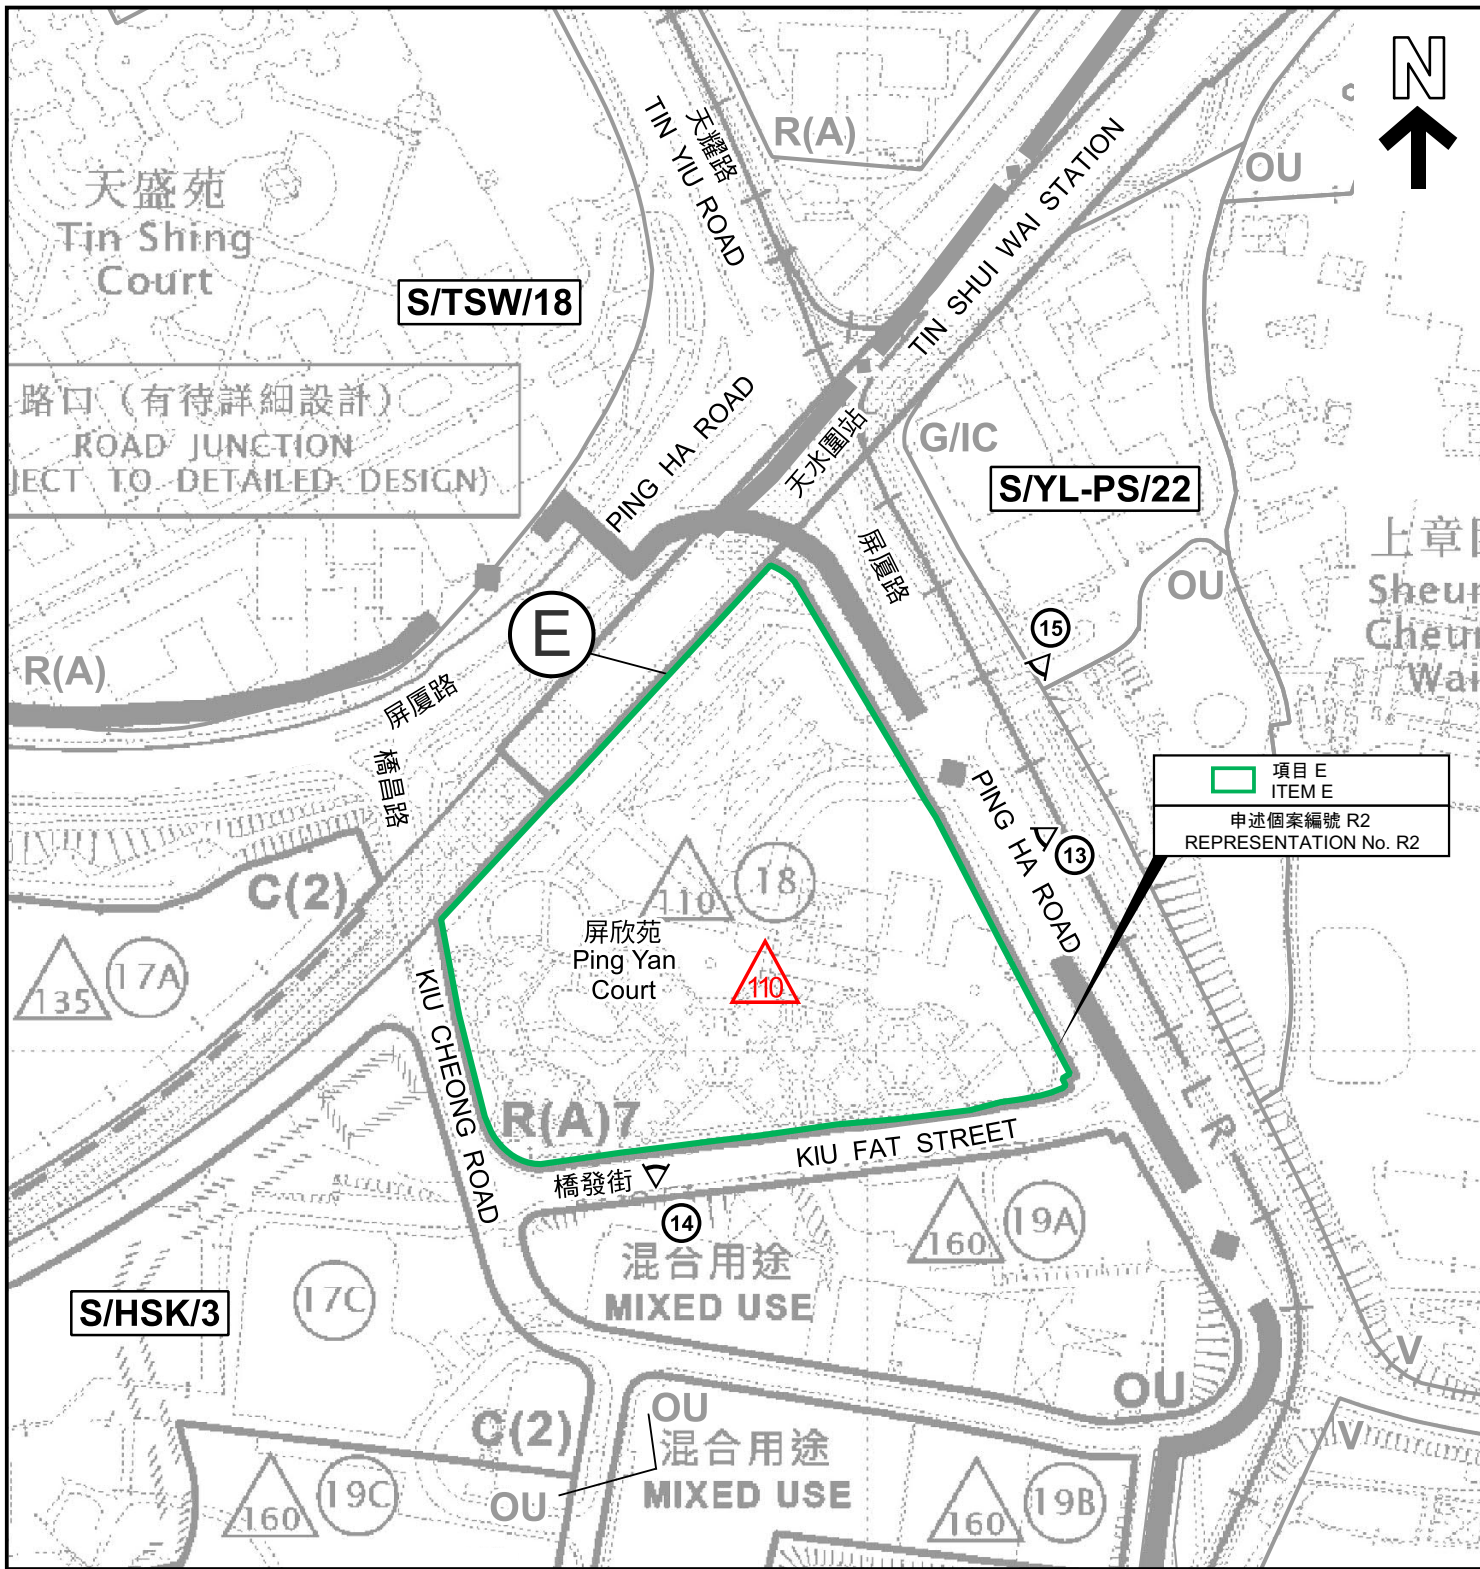 N
天耀路
TIN YIU ROAD
R(A)
OU
天盛苑
Tin Shing
Court
S/TSW/18
TIN SHUI WAI STATION
天水圍站
路口（有待詳細設計）
ROAD JUNCTION
JECT TO DETAILED DESIGN)
PING HA ROAD
G/IC
S/YL-PS/22
屏厦路
上章
Sheun
Cheun
Wai
OU
E
15
R(A)
屏厦路
橋昌路
項目 E
ITEM E
申述個案編號 R2
REPRESENTATION No. R2
PING HA ROAD
13
C(2)
110
18
屏欣苑
Ping Yan
Court
110
135
17A
KIU CHEONG ROAD
R(A)7
KIU FAT STREET
橋發街
14
LR
混合用途
MIXED USE
160
19A
17C
S/HSK/3
OU
V
C(2)
OU
混合用途
MIXED USE
V
160
19C
OU
160
19B